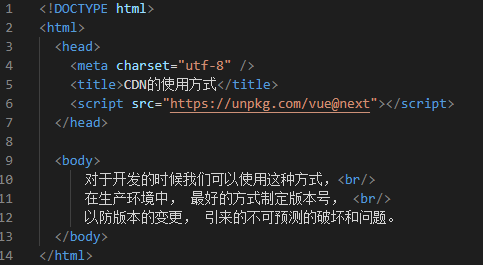 1 <!DOCTYPE html>
2 <html>
3 <head>
4 <meta charset="utf-8" />
5 <title>CDN的使用方式</title>
6 <script src="https://unpkg.com/vue@next"></script>
7 </head>
8
9 <body>
10 对于开发的时候我们可以使用这种方式，<br/>
11 在生产环境中， 最好的方式制定版本号， <br/>
12 以防版本的变更， 引来的不可预测的破坏和问题。
13 </body>
14 </html>